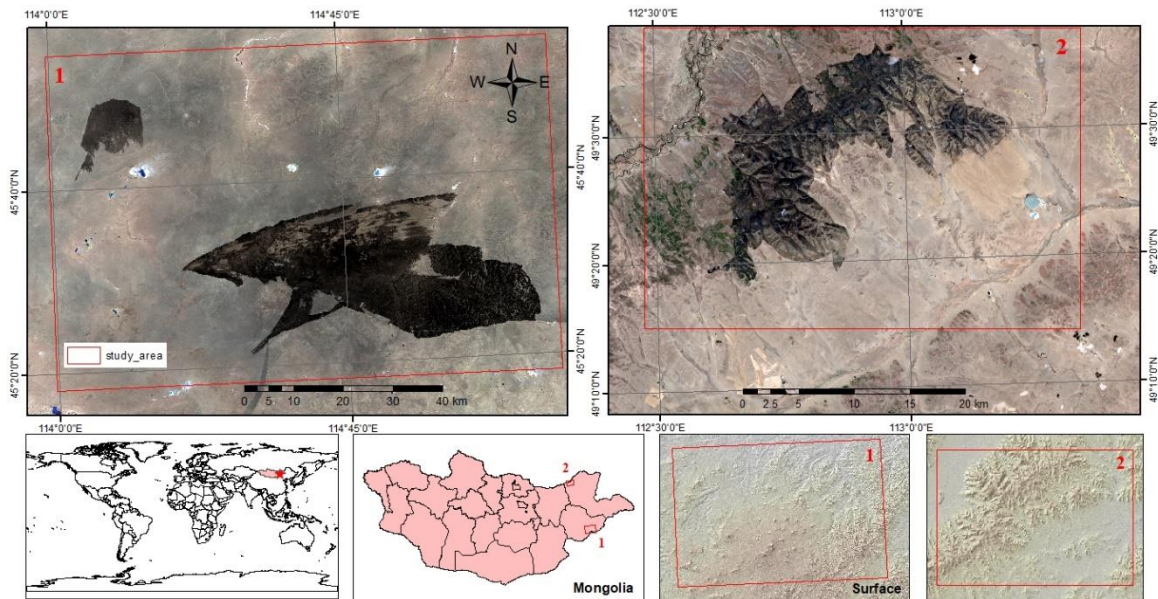 114°0'0"E
114°45'0"E
112°30'0"E
113°0'0"E
1
N
W
E
S
2
45°40'0"N
45°40'0"N
49°30'0"N
49°30'0"N
49°20'0"N
49°20'0"N
45°20'0"N
45°20'0"N
49°10'0"N
49°10'0"N
study_area
0 5 10 20 30 40 km
0 2.5 5 10 15 20 km
114°0'0"E
114°45'0"E
112°30'0"E
113°0'0"E
2
1
Mongolia
1
Surface
2